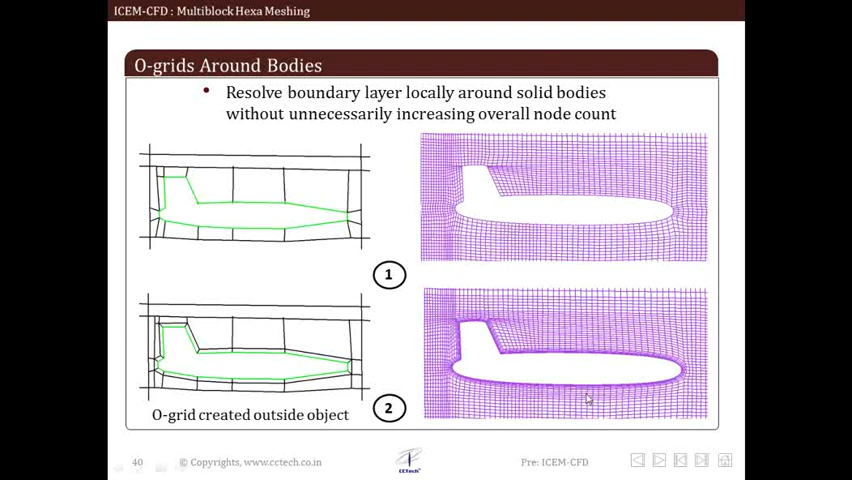 ICEM-CFD : Multiblock Hexa Meshing
O-grids Around Bodies
• Resolve boundary layer locally around solid bodies
without unnecessarily increasing overall node count
1
2
O-grid created outside object
40
© Copyrights, www.cctech.co.in
CCTech
Pre: ICEM-CFD